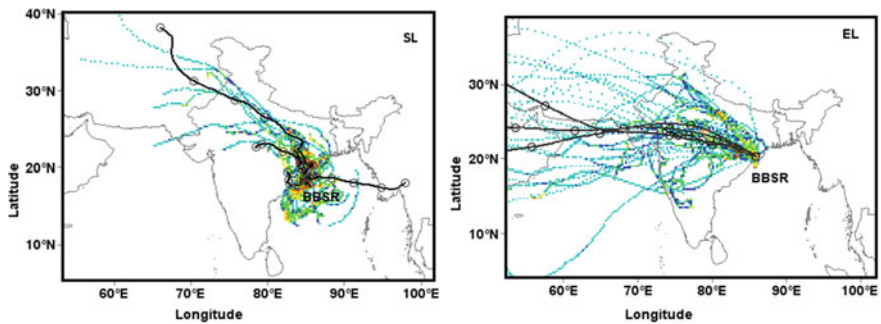 40°N
30°N
20°N
10°N
60°E 70°E 80°E 90°E 100°E
Latitude
Longitude
SL
BBSR
30°N
20°N
10°N
60°E 70°E 80°E 90°E 100°E
Latitude
Longitude
EL
BBSR